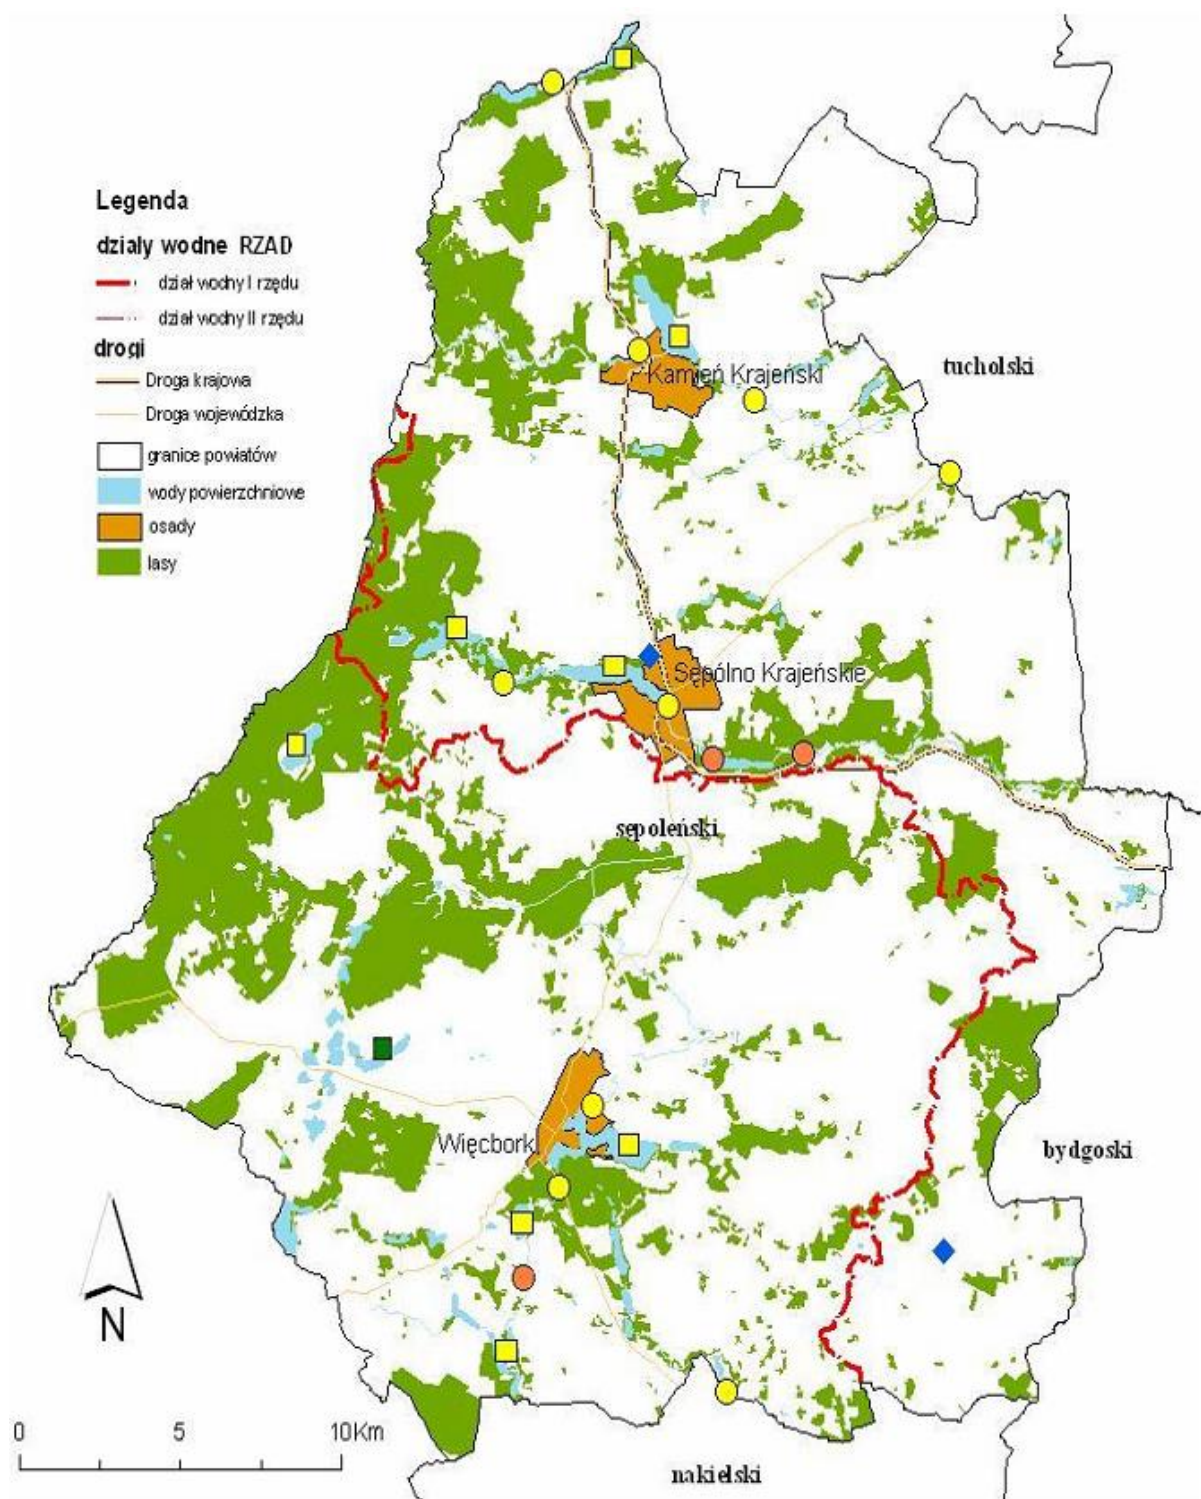 Legenda
działy wodne RZAD
dział wodny I rzędu
dział wodny II rzędu
drogi
Droga krajowa
Droga wojewódzka
granice powiatów
wody powierzchniowe
osady
lasy
tucholski
Kamień Krajeński
Sępólno Krajeńskie
sepoleński
Więcbork
bydgoski
N
0 5 10Km
nakielski